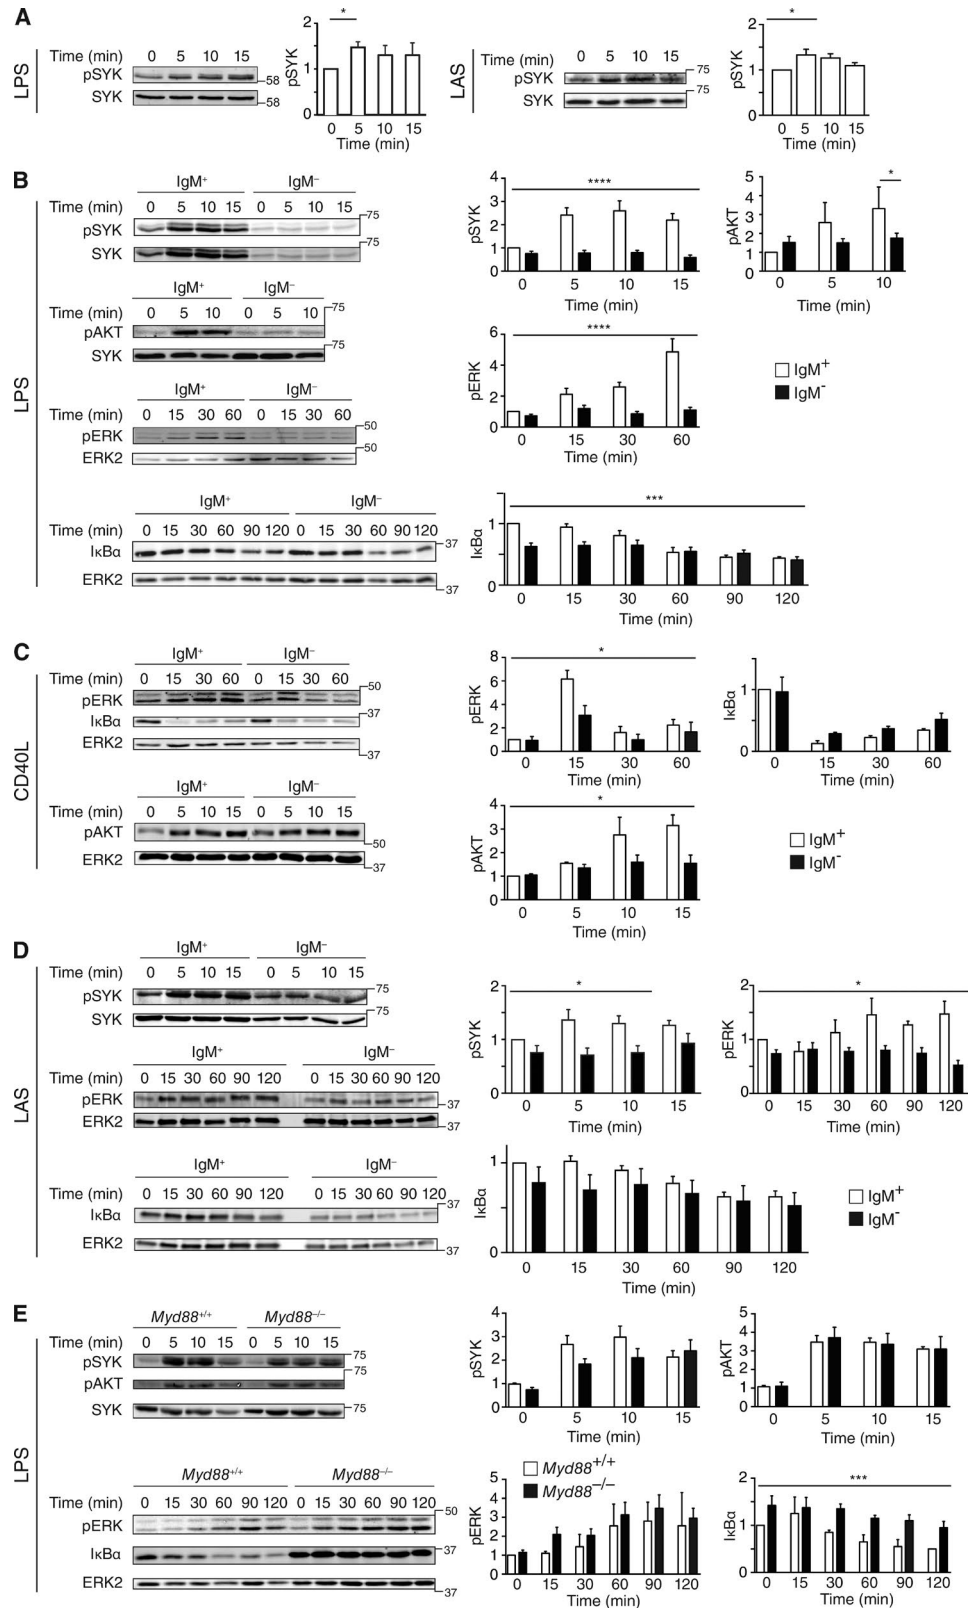 A
LPS
Time (min) 0 5 10 15
pSYK
58
SYK
58
*
2
1
0
pSYK
0 5 10 15
Time (min)
LAS
Time (min) 0 5 10 15
pSYK
75
SYK
75
*
2
1
0
pSYK
0 5 10 15
Time (min)
B
LPS
IgM⁺ IgM⁻
Time (min) 0 5 10 15 0 5 10 15
pSYK
75
SYK
75
IgM⁺ IgM⁻
Time (min) 0 5 10 0 5 10
pAKT
75
SYK
75
IgM⁺ IgM⁻
Time (min) 0 15 30 60 0 15 30 60
pERK
50
ERK2
50
IgM⁺ IgM⁻
Time (min) 0 15 30 60 90 120 0 15 30 60 90 120
IκBα
37
ERK2
37
****
4
3
2
1
0
pSYK
0 5 10 15
Time (min)
*
5
4
3
2
1
0
pAKT
0 5 10
Time (min)
****
6
4
2
0
pERK
0 15 30 60
Time (min)
IgM⁺
IgM⁻
***
1
0
IκBα
0 15 30 60 90 120
Time (min)
C
CD40L
IgM⁺ IgM⁻
Time (min) 0 15 30 60 0 15 30 60
pERK
50
IκBα
37
ERK2
37
IgM⁺ IgM⁻
Time (min) 0 5 10 15 0 5 10 15
pAKT
50
ERK2
37
*
8
6
4
2
0
pERK
0 15 30 60
Time (min)
1
0
IκBα
0 15 30 60
Time (min)
*
4
3
2
1
0
pAKT
0 5 10 15
Time (min)
IgM⁺
IgM⁻
D
LAS
IgM⁺ IgM⁻
Time (min) 0 5 10 15 0 5 10 15
pSYK
75
SYK
75
IgM⁺ IgM⁻
Time (min) 0 15 30 60 90 120 0 15 30 60 90 120
pERK
37
ERK2
37
IgM⁺ IgM⁻
Time (min) 0 15 30 60 90 120 0 15 30 60 90 120
IκBα
37
ERK2
37
*
2
1
0
pSYK
0 5 10 15
Time (min)
*
2
1
0
pERK
0 15 30 60 90 120
Time (min)
1
0
IκBα
0 15 30 60 90 120
Time (min)
IgM⁺
IgM⁻
E
LPS
Myd88⁺/⁺ Myd88⁻/⁻
Time (min) 0 5 10 15 0 5 10 15
pSYK
75
pAKT
75
SYK
75
Myd88⁺/⁺ Myd88⁻/⁻
Time (min) 0 15 30 60 90 120 0 15 30 60 90 120
pERK
50
IκBα
37
ERK2
37
4
3
2
1
0
pSYK
0 5 10 15
Time (min)
5
4
3
2
1
0
pAKT
0 5 10 15
Time (min)
Myd88⁺/⁺
Myd88⁻/⁻
5
4
3
2
1
0
pERK
0 15 30 60 90 120
Time (min)
***
2
1
0
IκBα
0 15 30 60 90 120
Time (min)